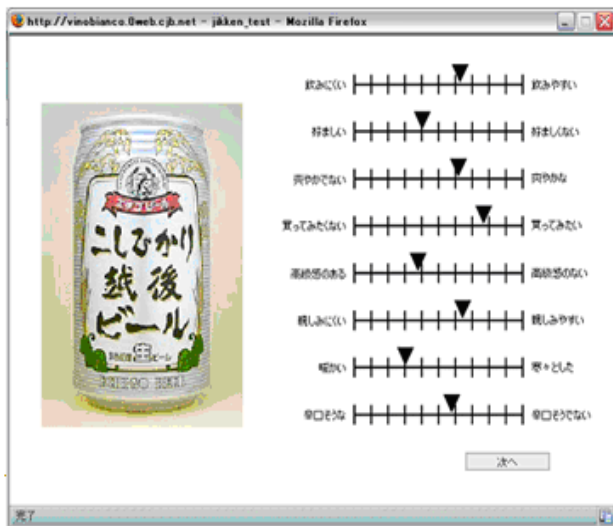 http://vinobianco.0web.cjb.net - jikken_test - Mozilla Firefox
飲みにくい 飲みやすい
好ましい 好ましくない
爽やかでない 爽やかな
買ってみたくない 買ってみたい
高級感のある 高級感のない
親しみにくい 親しみやすい
暖かい 寒々とした
辛口そうな 辛口そうでない
こしひかり
越後
ビール
生
ビール
次へ
完了